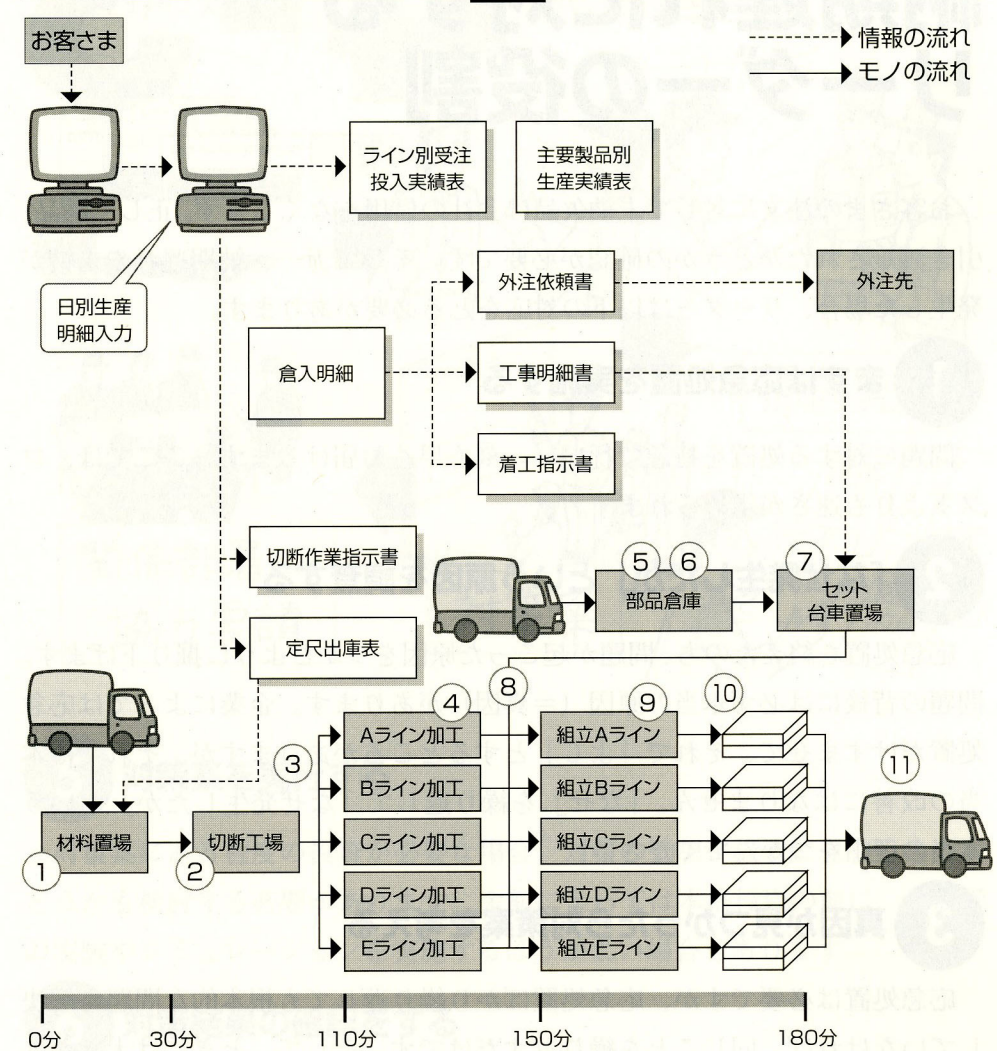 お客さま
情報の流れ
モノの流れ
ライン別受注
投入実績表
主要製品別
生産実績表
日別生産
明細入力
外注依頼書
外注先
倉入明細
工事明細書
着工指示書
切断作業指示書
定尺出庫表
⑤
⑥
部品倉庫
⑦
セット
台車置場
⑧
③
④
Aライン加工
Bライン加工
Cライン加工
Dライン加工
Eライン加工
⑨
組立Aライン
組立Bライン
組立Cライン
組立Dライン
組立Eライン
⑩
⑪
材料置場
①
切断工場
②
0分
30分
110分
150分
180分